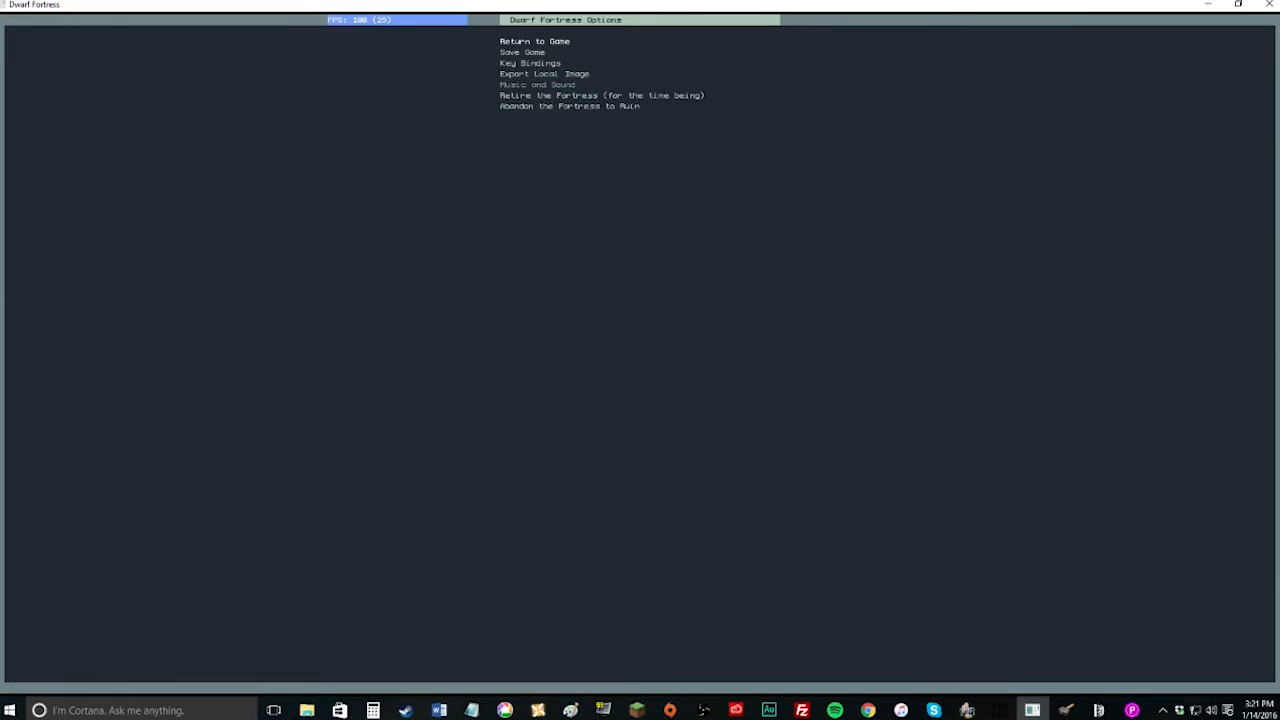 Dwarf Fortress
FPS: 100 (25)
Dwarf Fortress Options
Return to Game
Save Game
Key Bindings
Export Local Image
Music and Sound
Retire the Fortress (for the time being)
Abandon the Fortress to Ruin
I'm Cortana. Ask me anything.
3:21 PM
1/14/2016